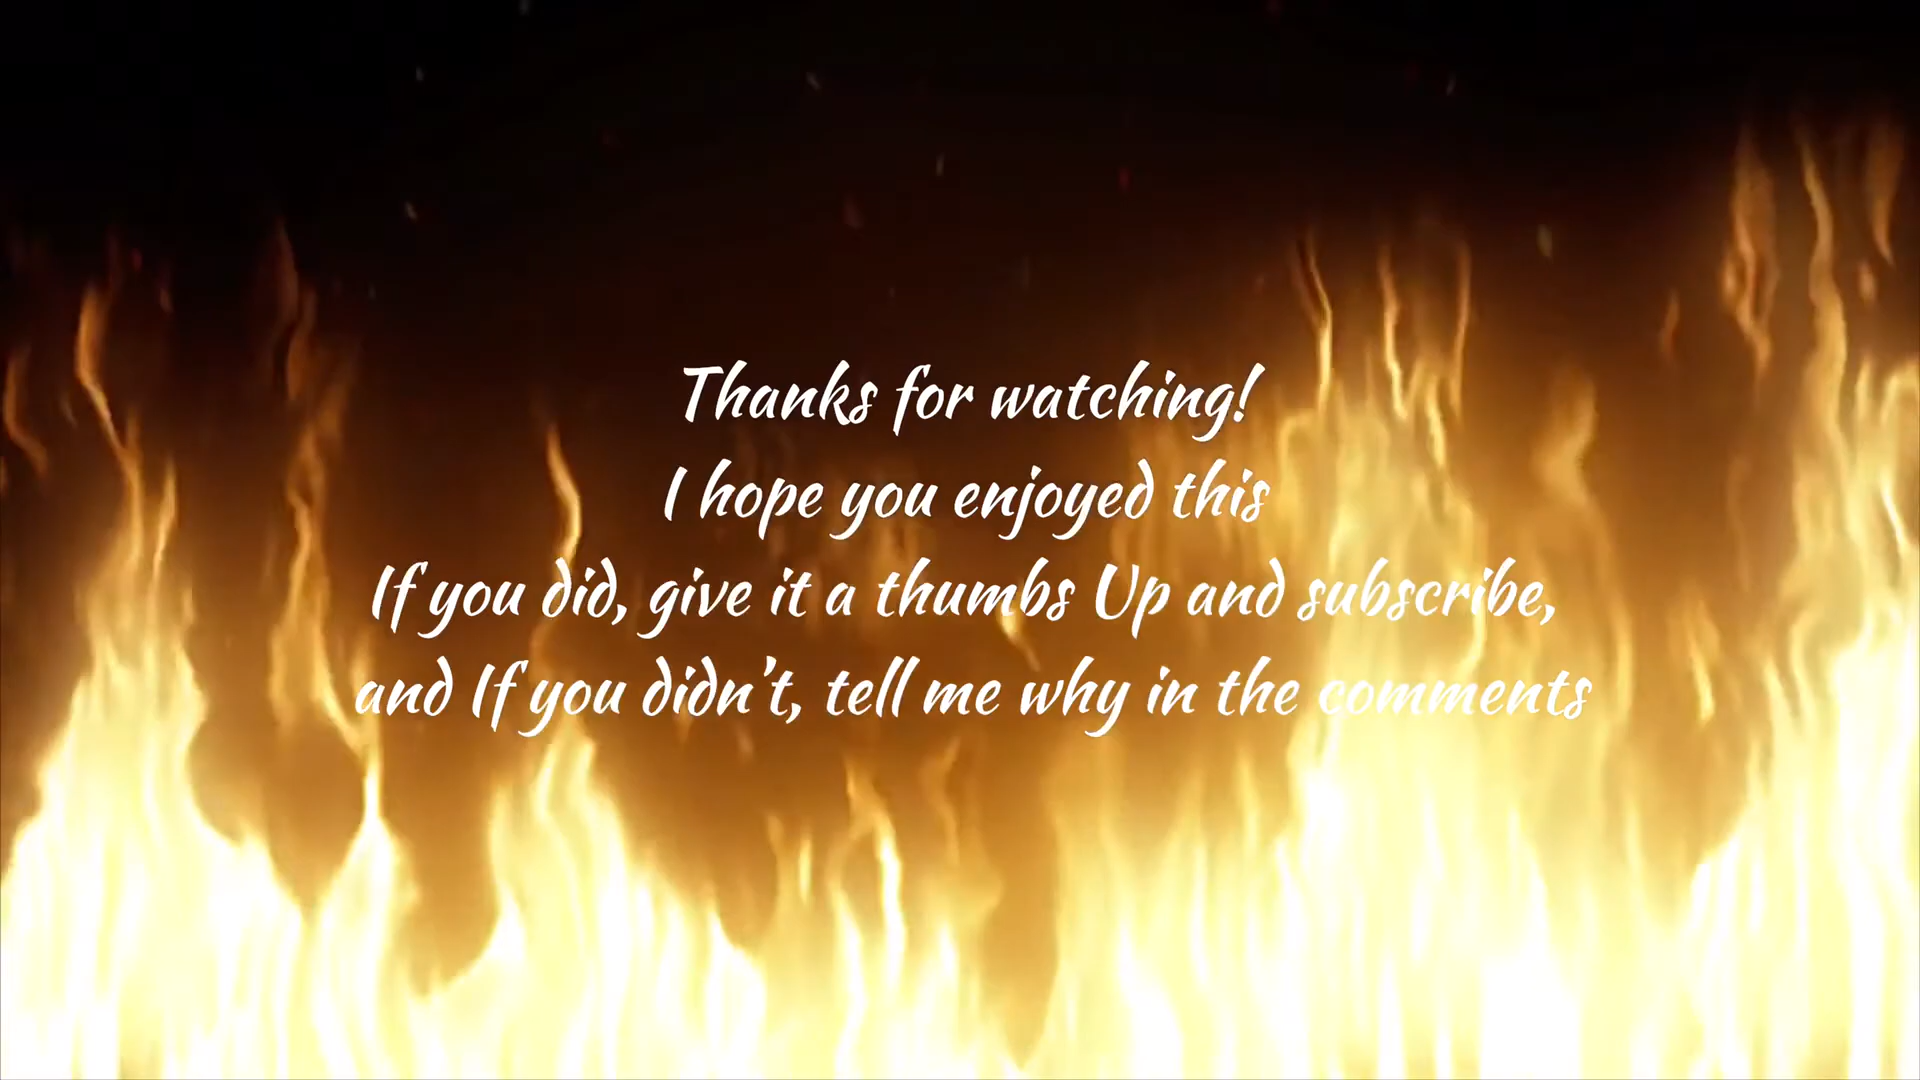 Thanks for watching!
I hope you enjoyed this
If you did, give it a thumbs Up and subscribe,
and If you didn't, tell me why in the comments